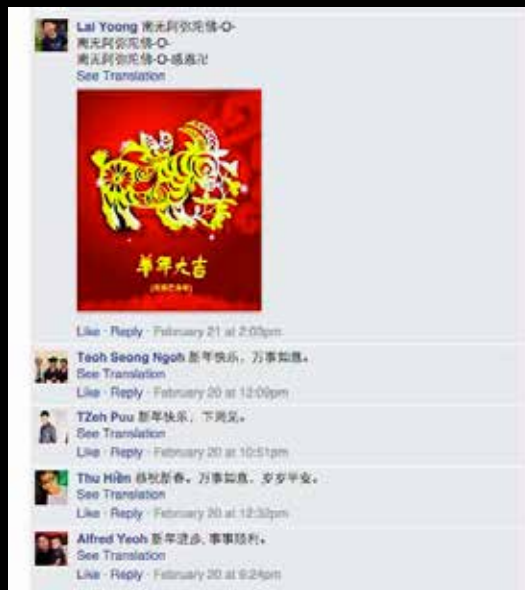 Lai Yoong 南无阿弥陀佛-O-
南无阿弥陀佛-O-
南无阿弥陀佛-O-感恩卍
See Translation
羊年大吉
Like · Reply · February 21 at 2:03pm
Teoh Seong Ngoh 新年快乐，万事如意。
See Translation
Like · Reply · February 20 at 12:09pm
TZeh Puu 新年快乐，下周见。
See Translation
Like · Reply · February 20 at 10:51pm
Thu Hiền 恭祝新春。万事如意，岁岁平安。
See Translation
Like · Reply · February 20 at 12:32pm
Alfred Yeoh 新年进步,事事顺利。
See Translation
Like · Reply · February 20 at 9:24pm